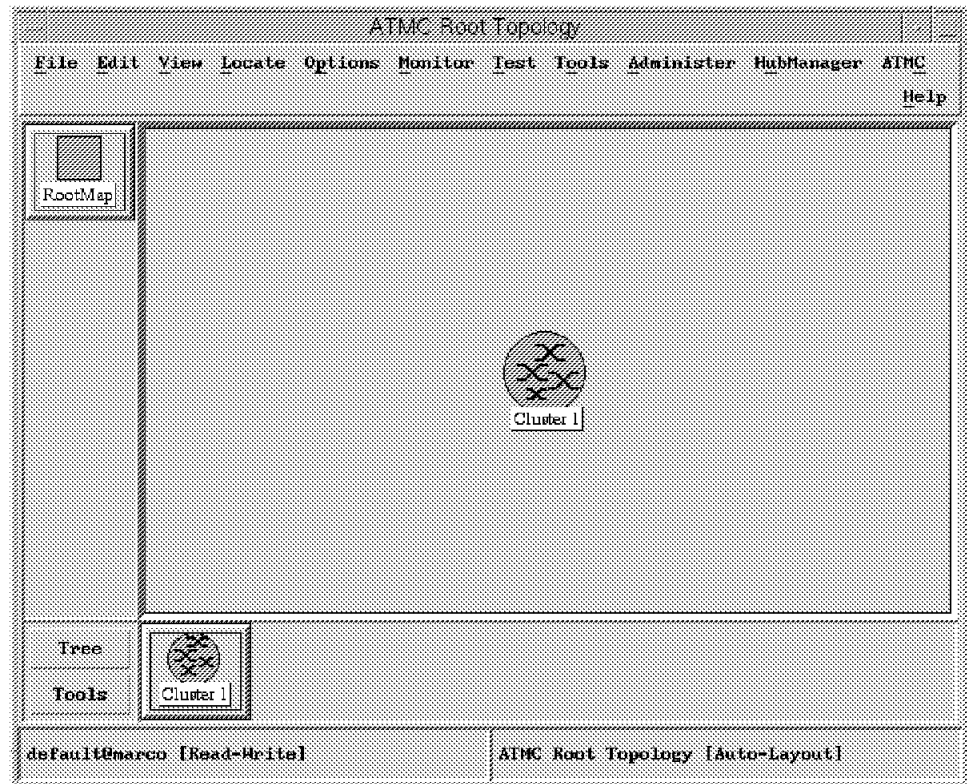 ATMC Root Topology
File Edit View Locate Options Monitor Test Tools Administer HubManager ATMC
Help
RootMap
Cluster 1
Tree
Tools
Cluster 1
default@marco [Read-Write]
ATMC Root Topology [Auto-Layout]